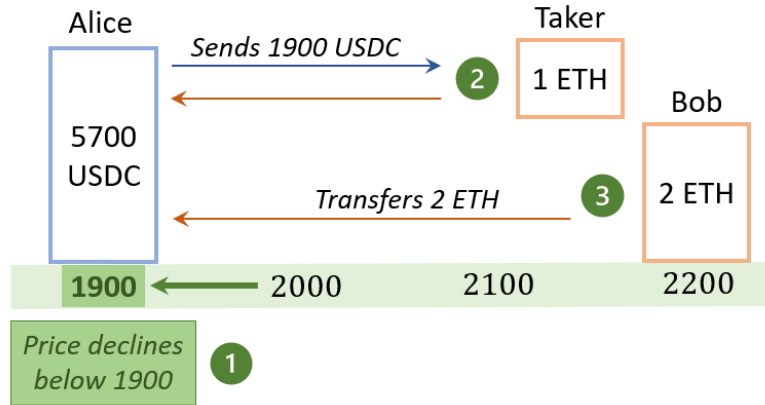 Alice
Taker
Sends 1900 USDC
2
1 ETH
Bob
5700
USDC
Transfers 2 ETH
3
2 ETH
1900
2000
2100
2200
Price declines
below 1900
1